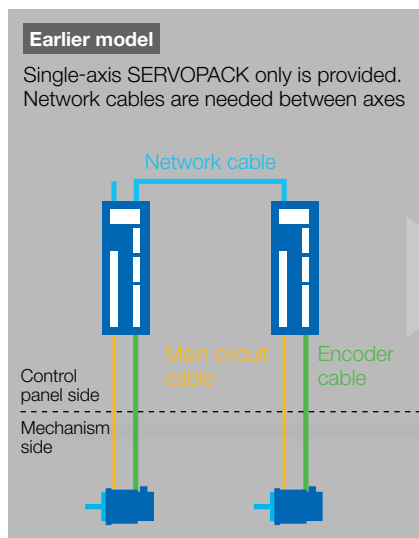 Earlier model
Single-axis SERVOPACK only is provided.
Network cables are needed between axes
Network cable
Main circuit
cable
Encoder
cable
Control
panel side
Mechanism
side